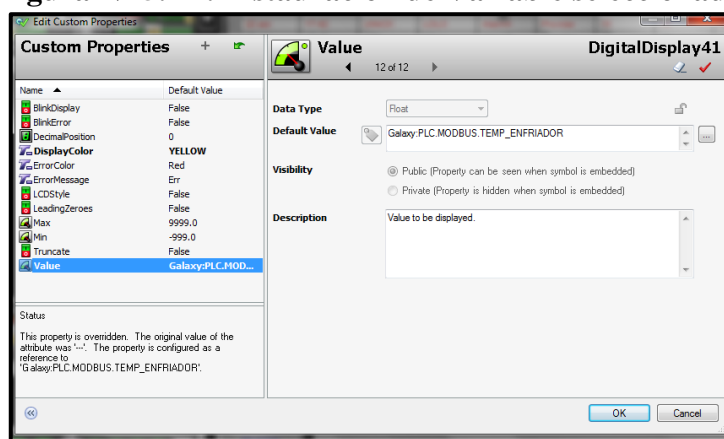 Edit Custom Properties
Custom Properties
Name Default Value
BlinkDisplay False
BlinkError False
DecimalPosition 0
DisplayColor YELLOW
ErrorColor Red
ErrorMessage Err
LCDStyle False
LeadingZeroes False
Max 9999.0
Min -999.0
Truncate False
Value Galaxy:PLC.MOD...
Status
This property is overridden. The original value of the
attribute was '---'. The property is configured as a
reference to
'Galaxy:PLC.MODBUS.TEMP_ENFRIADOR'.
Value DigitalDisplay41
12 of 12
Data Type Float
Default Value Galaxy:PLC.MODBUS.TEMP_ENFRIADOR ...
Visibility Public (Property can be seen when symbol is embedded)
Private (Property is hidden when symbol is embedded)
Description Value to be displayed.
OK Cancel